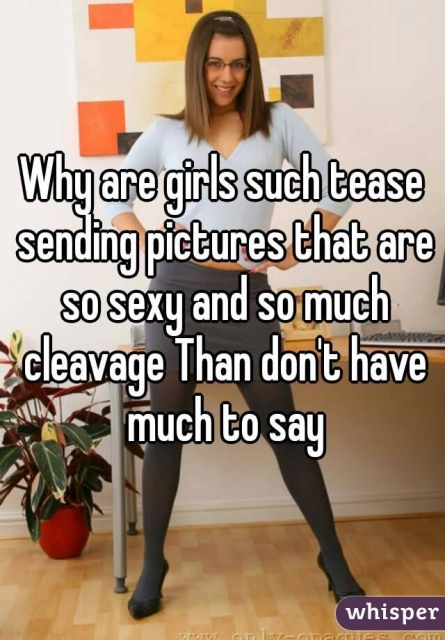 Why are girls such tease
sending pictures that are
so sexy and so much
cleavage Than don't have
much to say
whisper